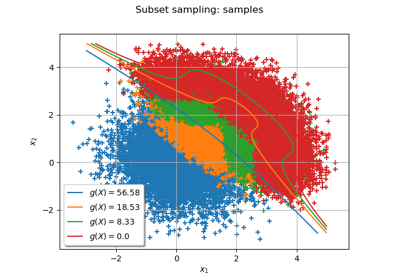 Subset sampling: samples
4
2
0
−2
x2
g(X) = 56.58
g(X) = 18.53
g(X) = 8.33
g(X) = 0.0
−2
0
2
4
x1